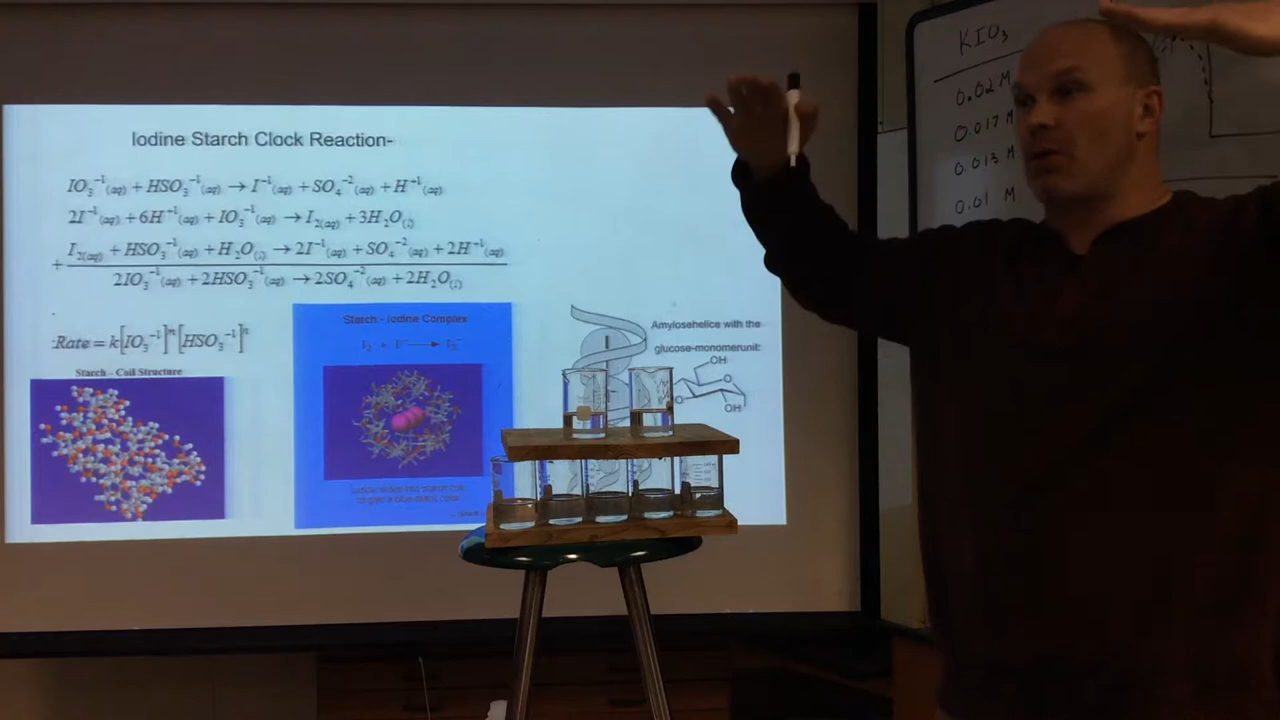 Iodine Starch Clock Reaction-
IO₃⁻¹(aq) + HSO₃⁻¹(aq) → I⁻¹(aq) + SO₄⁻²(aq) + H⁺¹(aq)
2I⁻¹(aq) + 6H⁻¹(aq) + IO₃⁻¹(aq) → I₂(aq) + 3H₂O(l)
I₂(aq) + HSO₃⁻¹(aq) + H₂O(l) → 2I⁻¹(aq) + SO₄⁻²(aq) + 2H⁻¹(aq)
+
2IO₃⁻¹(aq) + 2HSO₃⁻¹(aq) → 2SO₄⁻²(aq) + 2H₂O(l)
Rate = k[IO₃⁻¹]ᵐ[HSO₃⁻¹]ⁿ
Starch - Coil Structure
Starch - Iodine Complex
I₂ + I⁻ → I₃⁻
Amylosehelice with the
glucose-monomerunit:
OH
O
O
OH
KIO₃
0.02 M
0.017 M
0.013 M
0.01 M